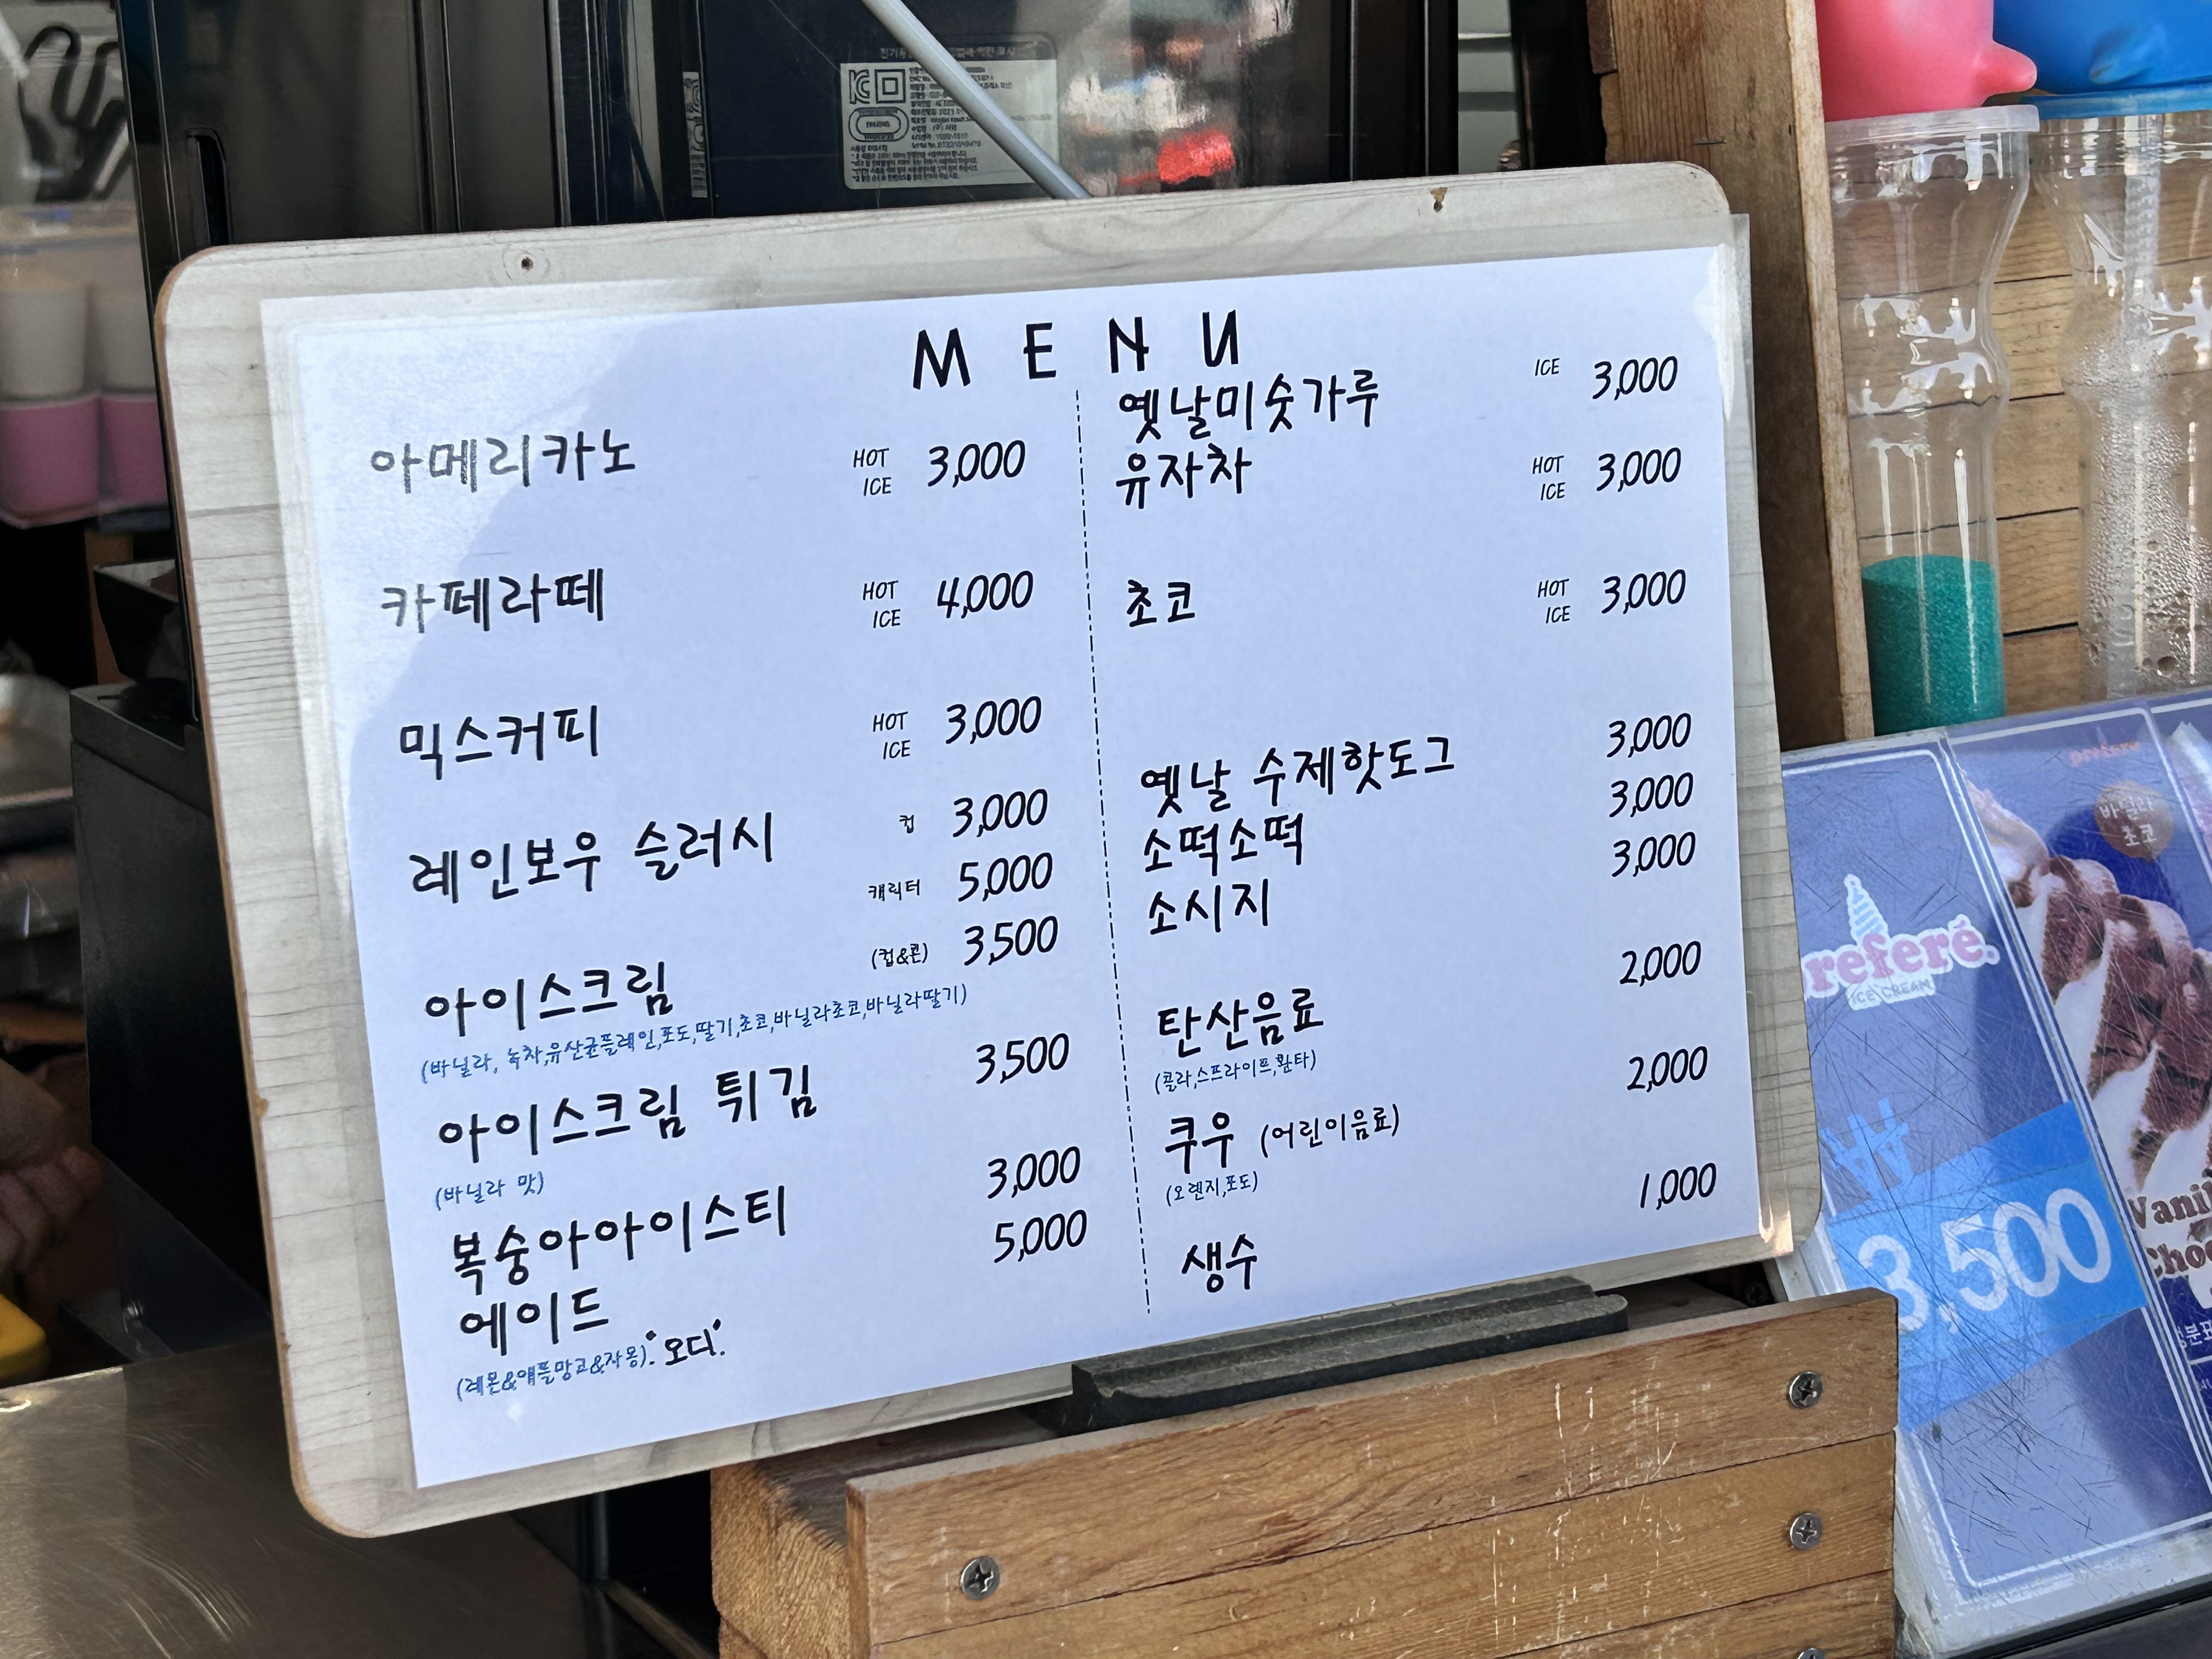 MENU
아메리카노 HOT ICE 3,000
카페라떼 HOT ICE 4,000
믹스커피 HOT ICE 3,000
레인보우 슬러시 컵 3,000
캐릭터 5,000
아이스크림 (컵&콘) 3,500
(바닐라, 녹차,유산균플레인,포도,딸기,초코,바닐라초코,바닐라딸기)
아이스크림 튀김 3,500
(바닐라 맛)
복숭아아이스티 3,000
에이드 5,000
(레몬&애플망고&자몽). 오디.
옛날미숫가루 ICE 3,000
유자차 HOT ICE 3,000
초코 HOT ICE 3,000
옛날 수제핫도그 3,000
소떡소떡 3,000
소시지 3,000
탄산음료 2,000
(콜라,스프라이트,환타)
쿠우 (어린이음료) 2,000
(오렌지,포도)
생수 1,000
referé.
ICE CREAM
₩
3,500
바닐라
초코